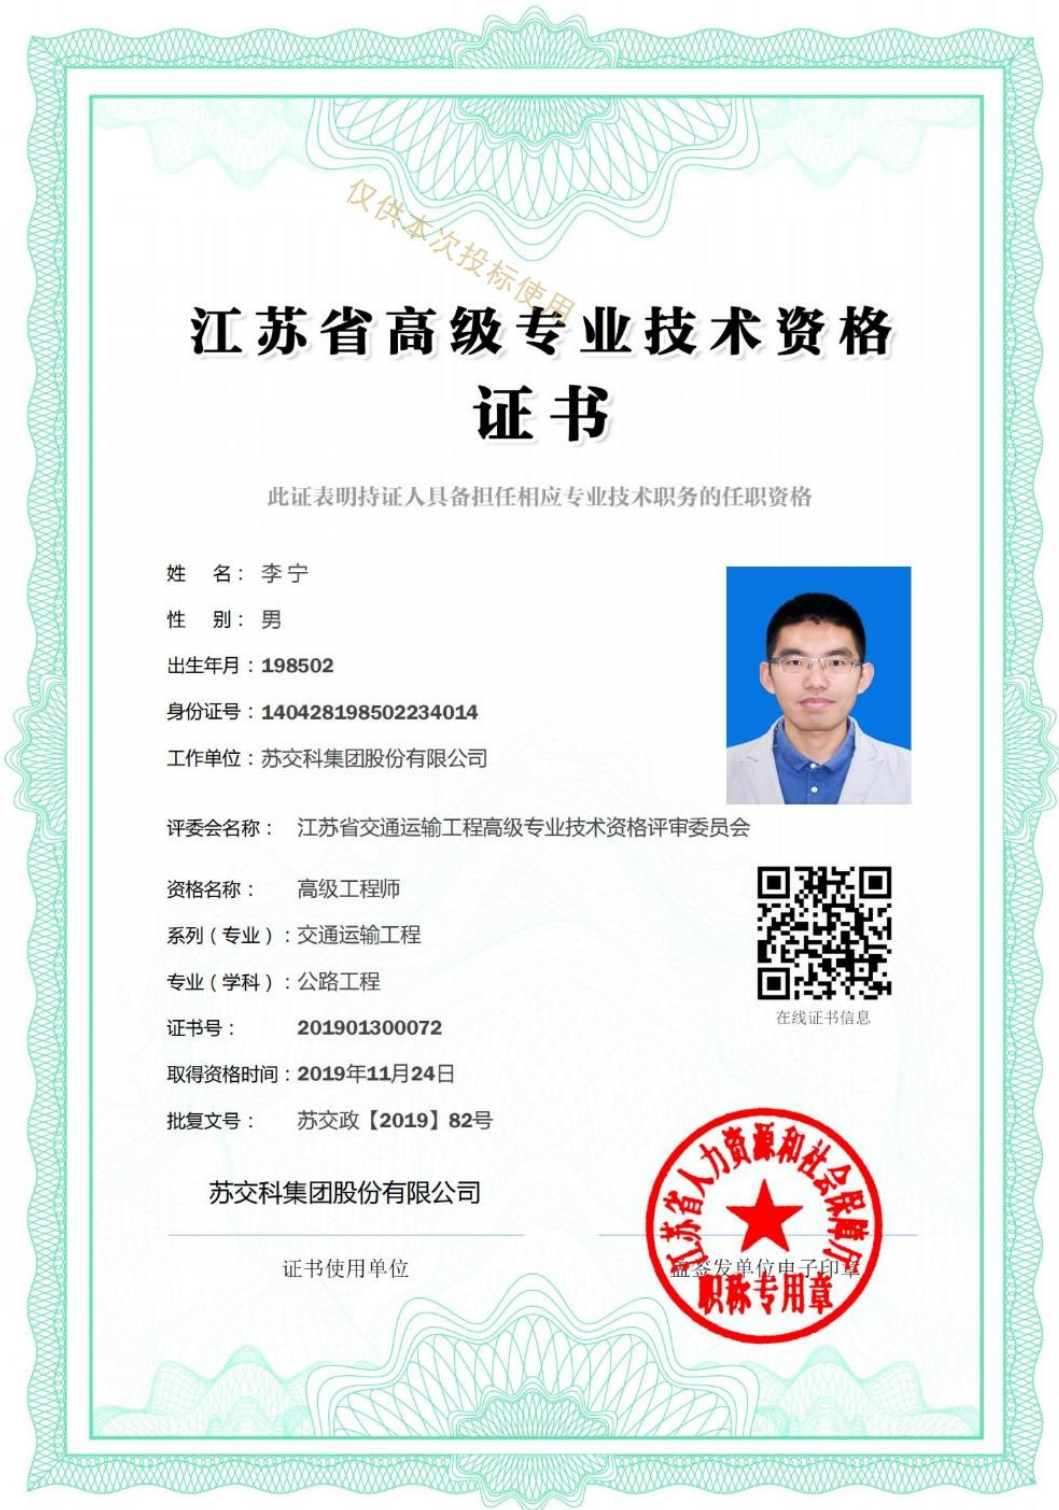 仅供本次投标使用
江苏省高级专业技术资格
证书
此证表明持证人具备担任相应专业技术职务的任职资格
姓 名： 李 宁
性 别： 男
出生年月：198502
身份证号：140428198502234014
工作单位：苏交科集团股份有限公司
评委会名称： 江苏省交通运输工程高级专业技术资格评审委员会
资格名称： 高级工程师
系列（专业）：交通运输工程
专业（学科）：公路工程
证书号： 201901300072
取得资格时间：2019年11月24日
批复文号： 苏交政【2019】82号
在线证书信息
苏交科集团股份有限公司
证书使用单位
江苏省人力资源和社会保障厅
签发单位电子印章
职称专用章